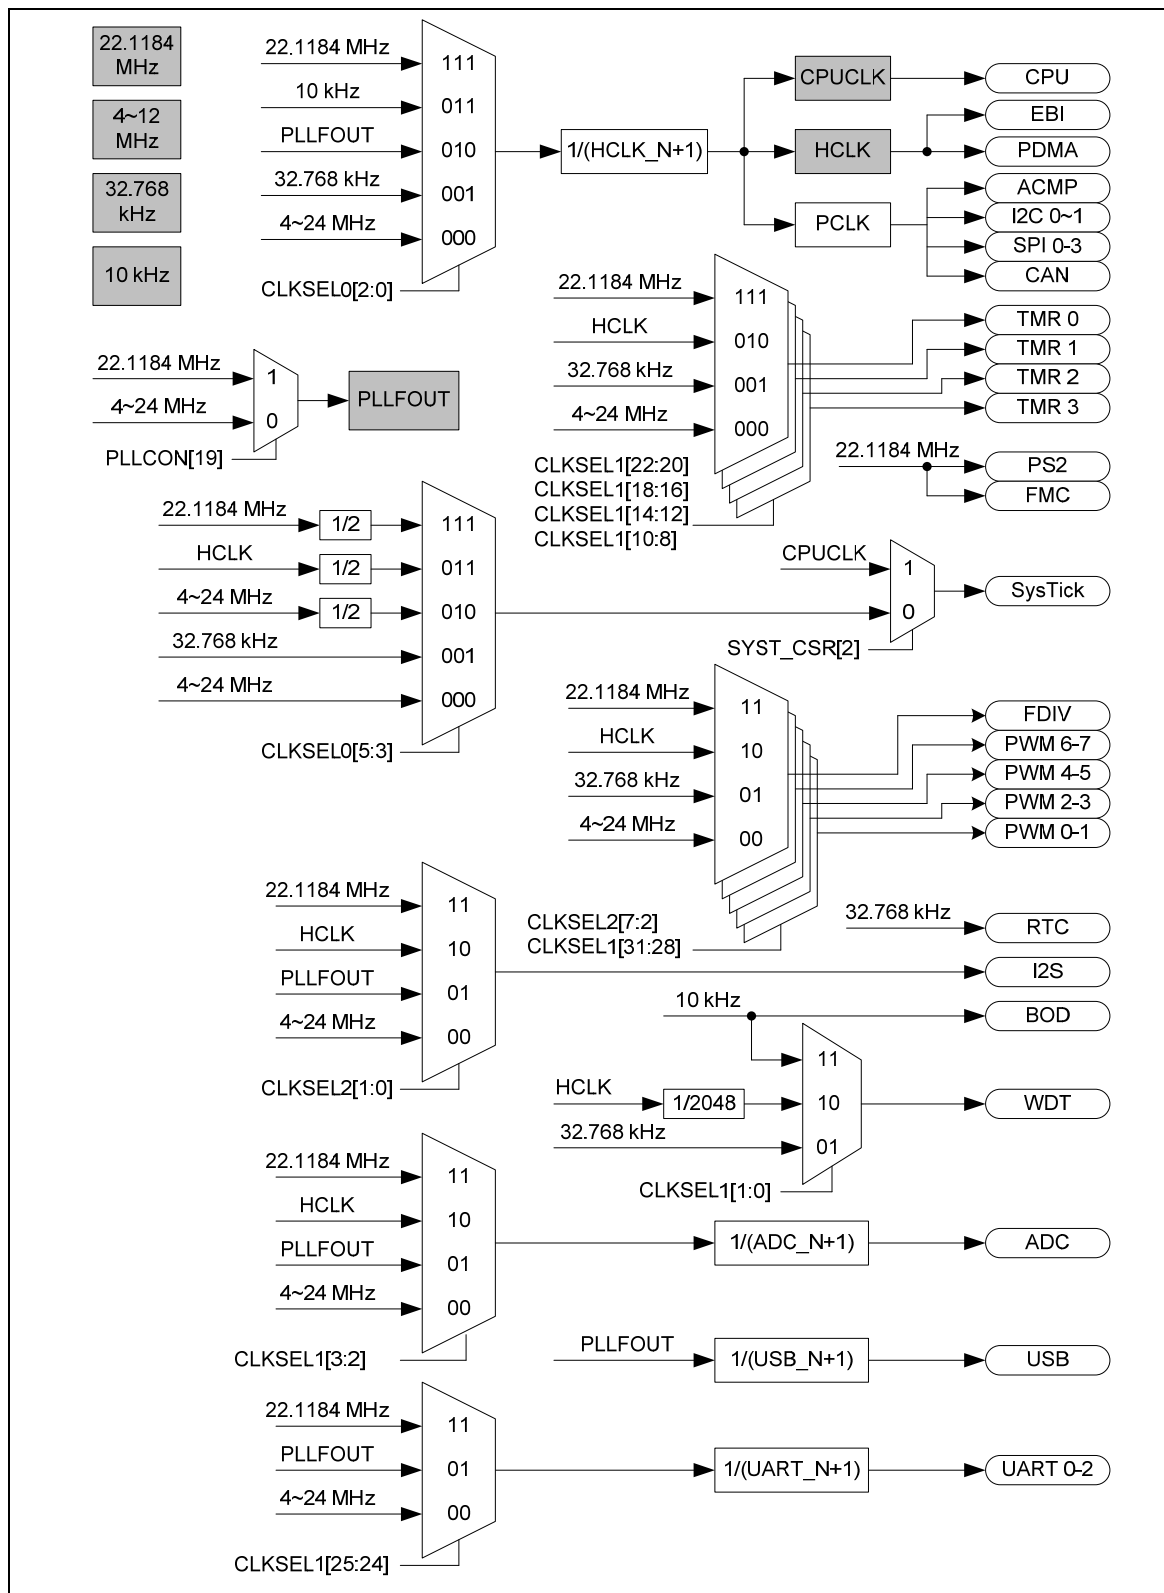 22.1184
MHz
4~12
MHz
32.768
kHz
10 kHz
22.1184 MHz
10 kHz
PLLFOUT
32.768 kHz
4~24 MHz
111
011
010
001
000
CLKSEL0[2:0]
1/(HCLK_N+1)
CPUCLK
HCLK
PCLK
CPU
EBI
PDMA
ACMP
I2C 0~1
SPI 0-3
CAN
22.1184 MHz
4~24 MHz
1
0
PLLCON[19]
PLLFOUT
22.1184 MHz
HCLK
32.768 kHz
4~24 MHz
111
010
001
000
CLKSEL1[22:20]
CLKSEL1[18:16]
CLKSEL1[14:12]
CLKSEL1[10:8]
TMR 0
TMR 1
TMR 2
TMR 3
22.1184 MHz
PS2
FMC
22.1184 MHz
HCLK
4~24 MHz
32.768 kHz
4~24 MHz
1/2
1/2
1/2
111
011
010
001
000
CLKSEL0[5:3]
CPUCLK
1
0
SYST_CSR[2]
SysTick
22.1184 MHz
HCLK
32.768 kHz
4~24 MHz
11
10
01
00
CLKSEL2[7:2]
CLKSEL1[31:28]
FDIV
PWM 6-7
PWM 4-5
PWM 2-3
PWM 0-1
32.768 kHz
RTC
22.1184 MHz
HCLK
PLLFOUT
4~24 MHz
11
10
01
00
CLKSEL2[1:0]
I2S
10 kHz
BOD
HCLK
1/2048
32.768 kHz
11
10
01
CLKSEL1[1:0]
WDT
22.1184 MHz
HCLK
PLLFOUT
4~24 MHz
11
10
01
00
CLKSEL1[3:2]
1/(ADC_N+1)
ADC
PLLFOUT
1/(USB_N+1)
USB
22.1184 MHz
PLLFOUT
4~24 MHz
11
01
00
CLKSEL1[25:24]
1/(UART_N+1)
UART 0-2